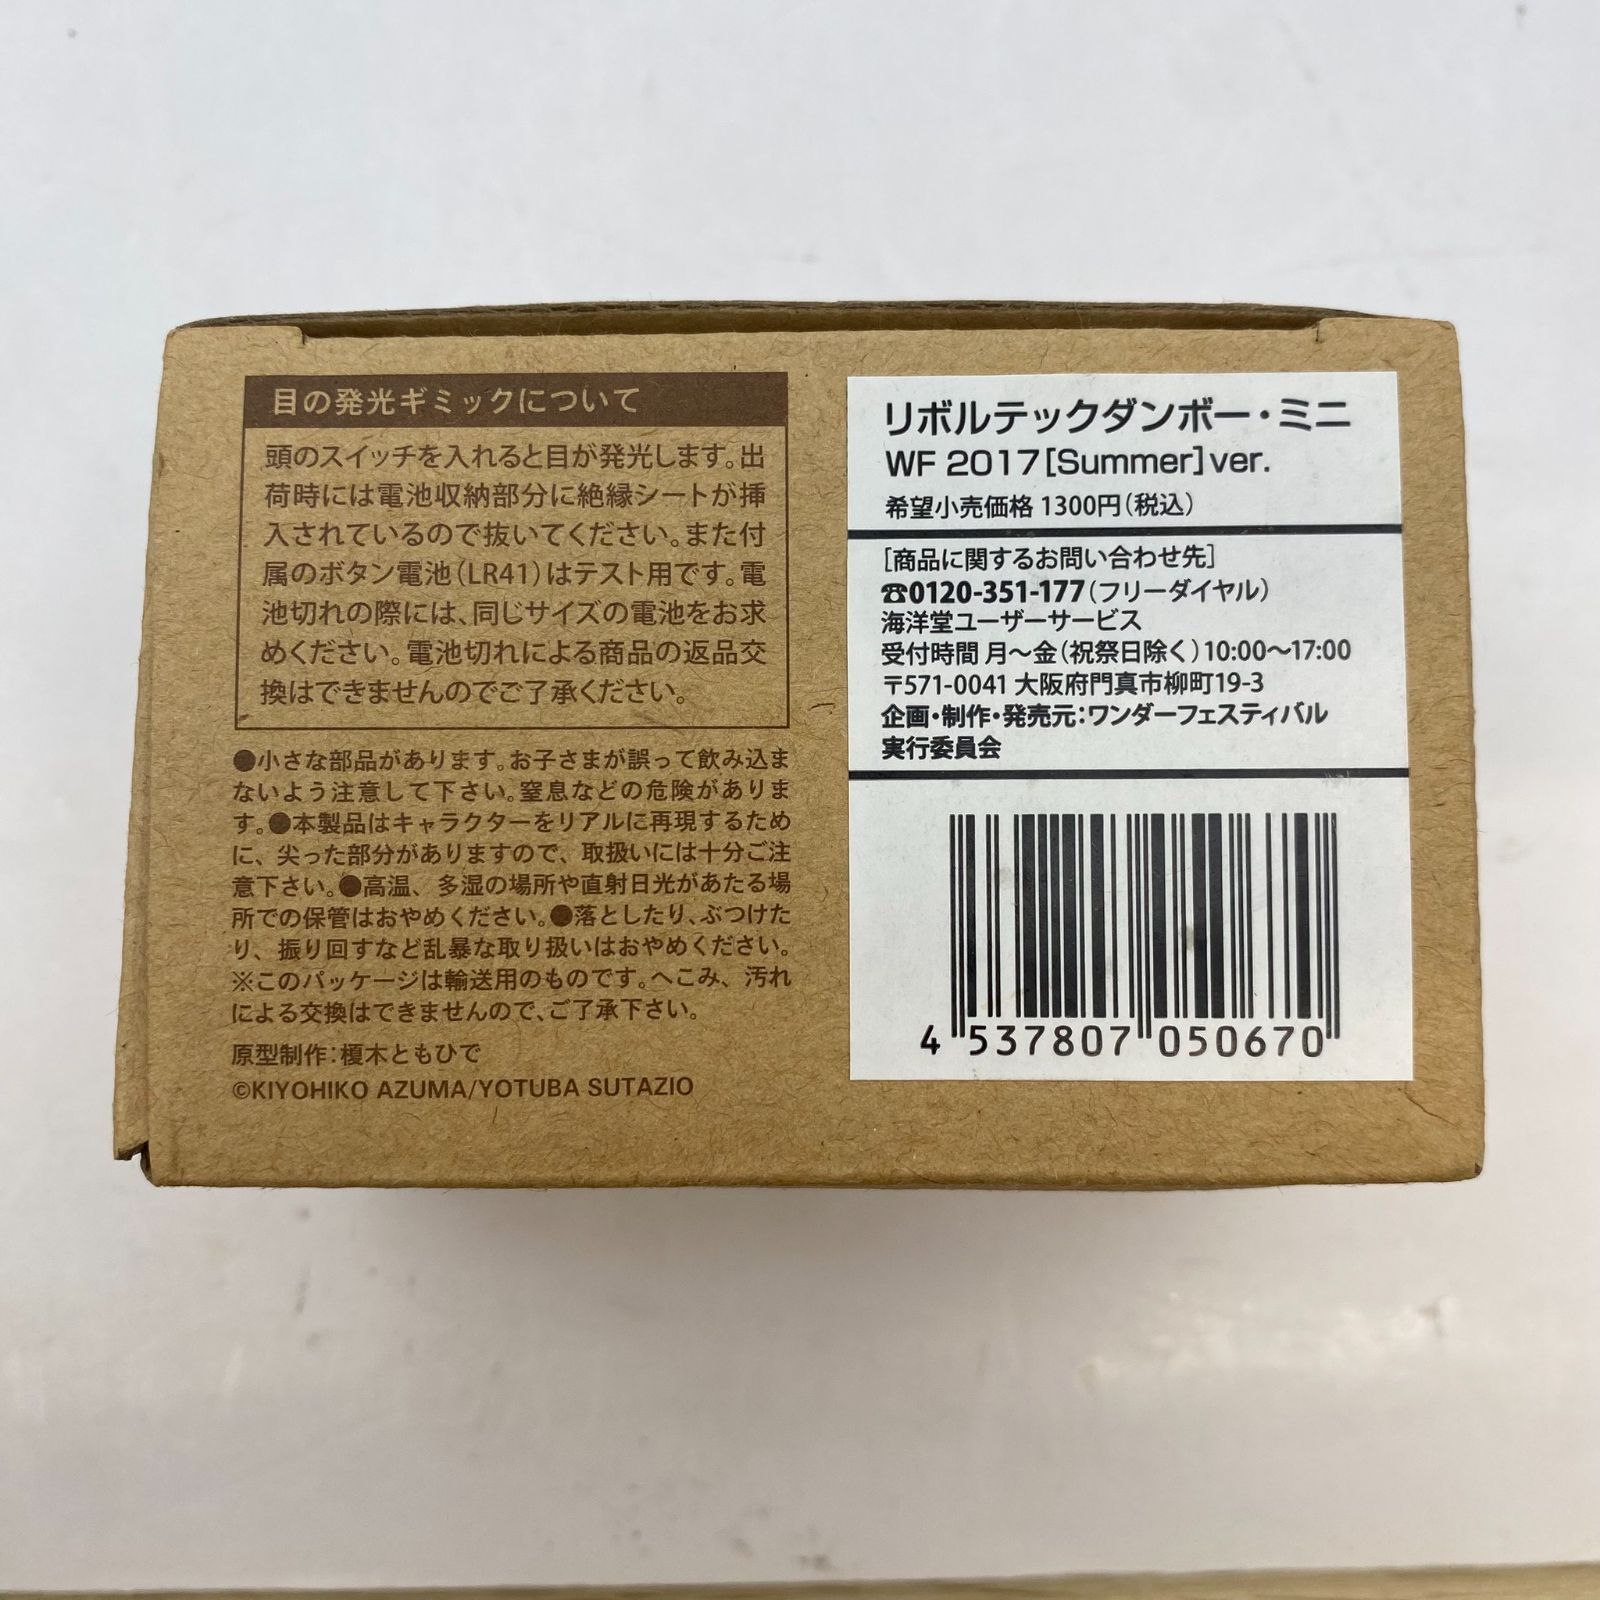 目の発光ギミックについて
頭のスイッチを入れると目が発光します。出
荷時には電池収納部分に絶縁シートが挿
入されているので抜いてください。また付
属のボタン電池(LR41)はテスト用です。電
池切れの際には、同じサイズの電池をお求
めください。電池切れによる商品の返品交
換はできませんのでご了承ください。
●小さな部品があります。お子さまが誤って飲み込ま
ないよう注意して下さい。窒息などの危険がありま
す。●本製品はキャラクターをリアルに再現するため
に、尖った部分がありますので、取扱いには十分ご注
意下さい。●高温、多湿の場所や直射日光があたる場
所での保管はおやめください。●落としたり、ぶつけた
り、振り回すなど乱暴な取り扱いはおやめください。
※このパッケージは輸送用のものです。へこみ、汚れ
による交換はできませんので、ご了承下さい。
原型制作:榎木ともひで
©KIYOHIKO AZUMA/YOTUBA SUTAZIO
リボルテックダンボー・ミニ
WF 2017[Summer]ver.
希望小売価格 1300円(税込)
[商品に関するお問い合わせ先]
☎0120-351-177(フリーダイヤル)
海洋堂ユーザーサービス
受付時間 月〜金(祝祭日除く)10:00〜17:00
〒571-0041 大阪府門真市柳町19-3
企画・制作・発売元:ワンダーフェスティバル
実行委員会
4 537807 050670